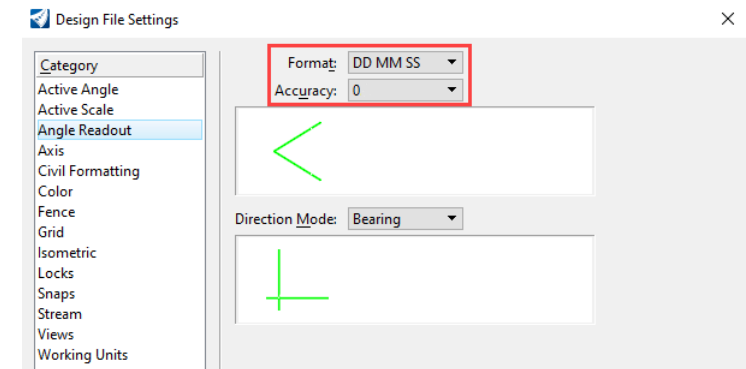 Design File Settings
Category
Active Angle
Active Scale
Angle Readout
Axis
Civil Formatting
Color
Fence
Grid
Isometric
Locks
Snaps
Stream
Views
Working Units
Format: DD MM SS
Accuracy: 0
Direction Mode: Bearing